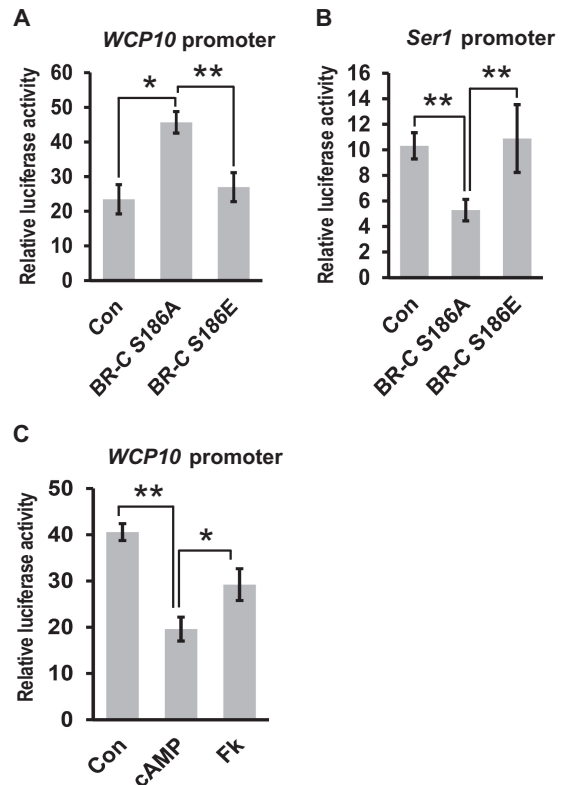 A
WCP10 promoter
Relative luciferase activity
60
50
40
30
20
10
0
*
**
Con
BR-C S186A
BR-C S186E
B
Ser1 promoter
Relative luciferase activity
16
14
12
10
8
6
4
2
0
**
**
Con
BR-C S186A
BR-C S186E
C
WCP10 promoter
Relative luciferase activity
50
40
30
20
10
0
**
*
Con
cAMP
Fk